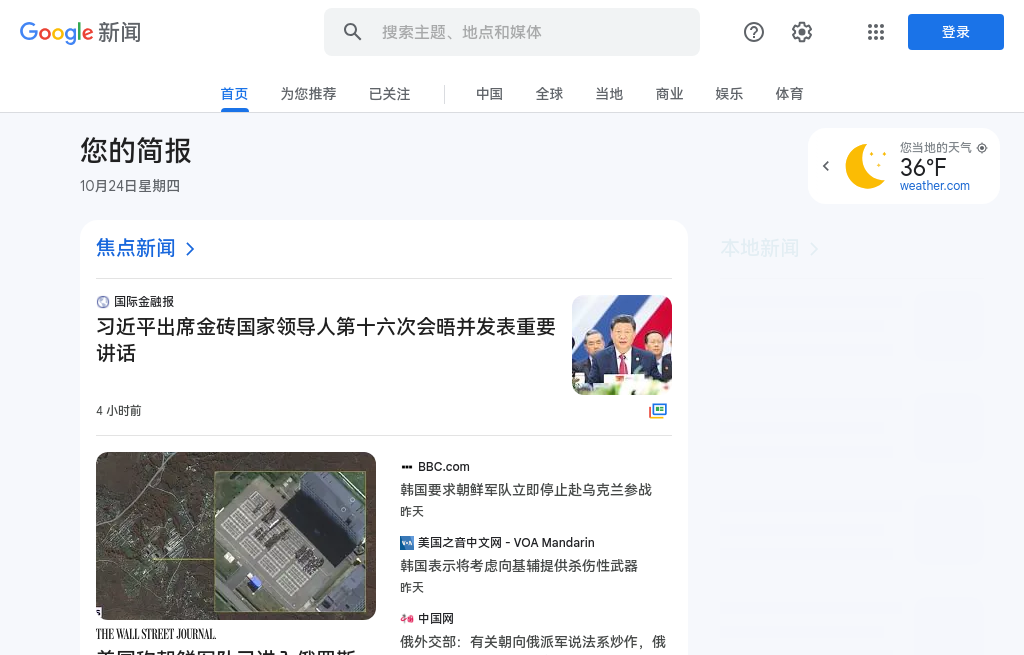 Google 新闻
搜索主题、地点和媒体
登录
首页
为您推荐
已关注
中国
全球
当地
商业
娱乐
体育
您的简报
10月24日星期四
您当地的天气
36°F
weather.com
焦点新闻
本地新闻
国际金融报
习近平出席金砖国家领导人第十六次会晤并发表重要
讲话
4 小时前
BBC.com
韩国要求朝鲜军队立即停止赴乌克兰参战
昨天
美国之音中文网 - VOA Mandarin
韩国表示将考虑向基辅提供杀伤性武器
昨天
中国网
俄外交部：有关朝向俄派军说法系炒作，俄
THE WALL STREET JOURNAL.